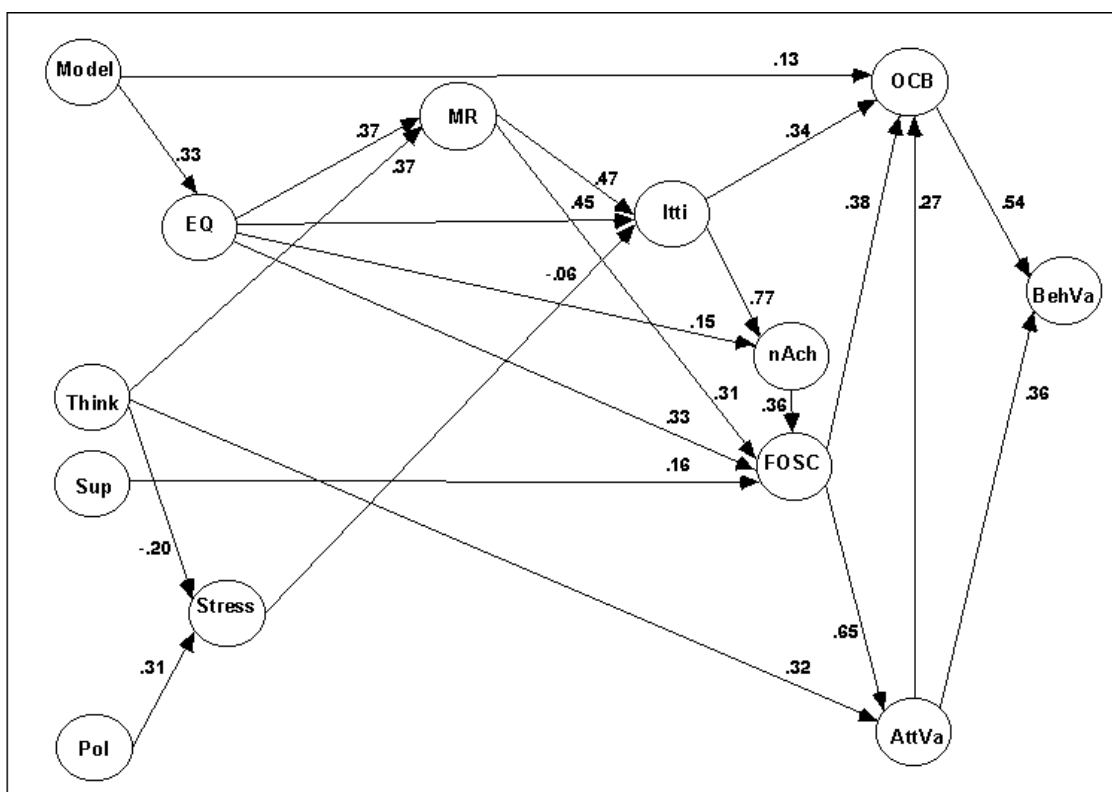 Model
.13
OCB
MR
.37
.37
.34
.33
.47
EQ
.45
Itti
.38
.27
.54
-.06
.77
BehVa
.15
nAch
Think
.31
.36
.36
.33
FOSC
Sup
.16
-.20
Stress
.65
.31
.32
Pol
AttVa